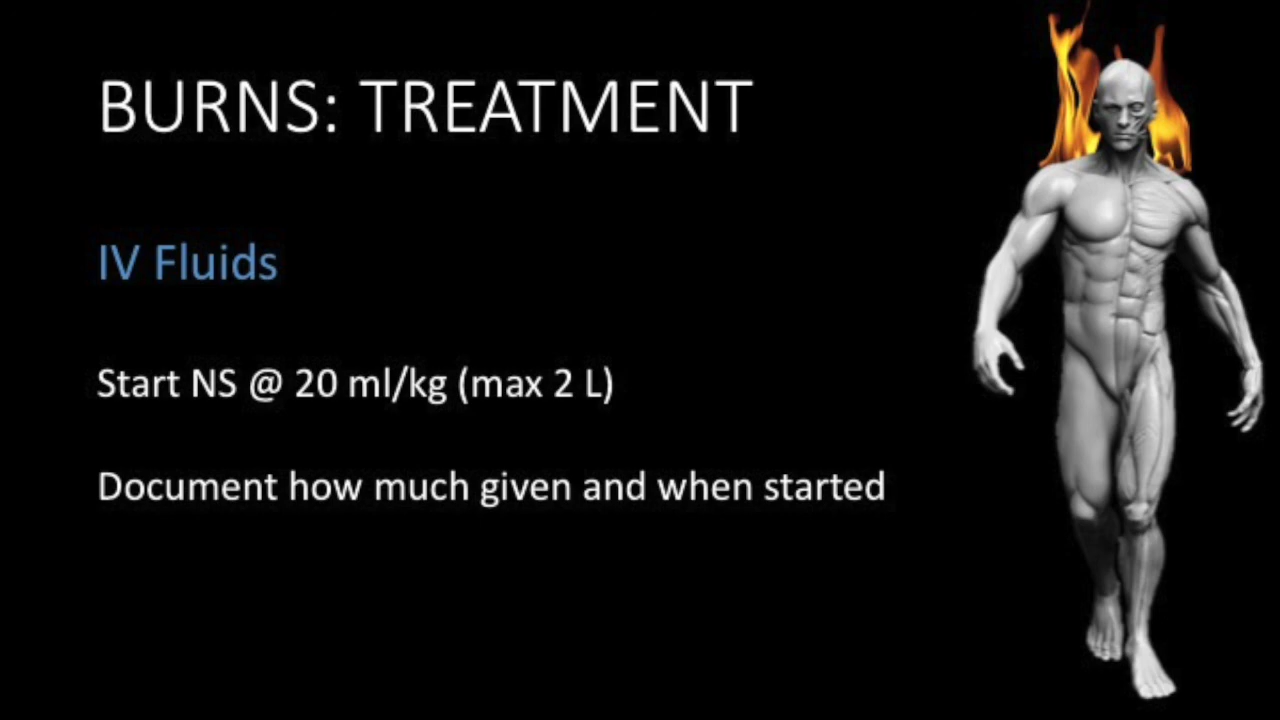 BURNS: TREATMENT
IV Fluids
Start NS @ 20 ml/kg (max 2 L)
Document how much given and when started